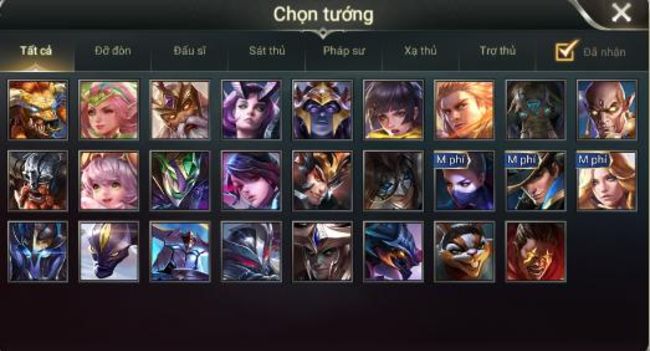 Chọn tướng
Tất cả Đỡ đòn Đấu sĩ Sát thủ Pháp sư Xạ thủ Trợ thủ Đã nhận
M phí M phí M phí